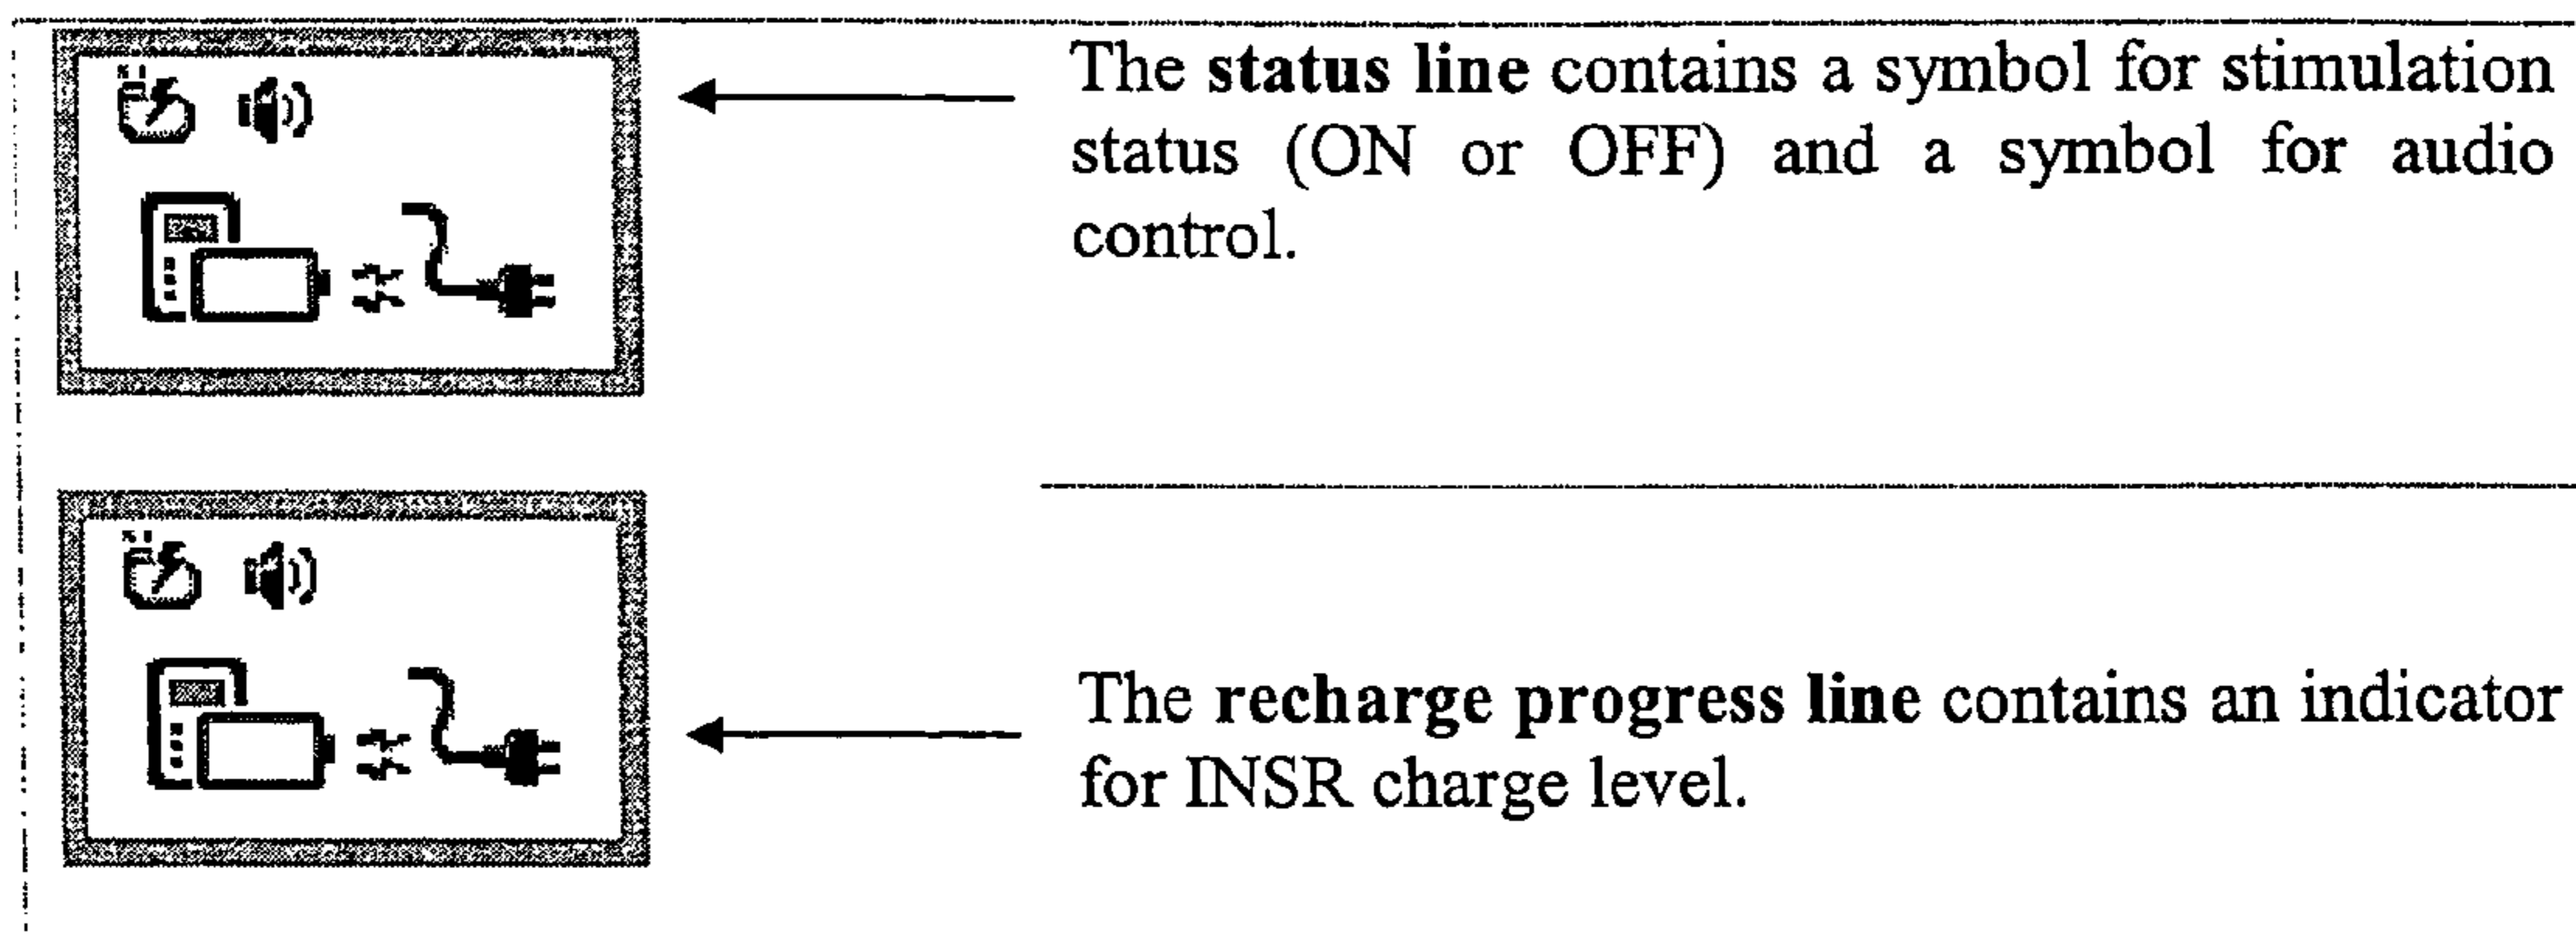 The status line contains a symbol for stimulation
status (ON or OFF) and a symbol for audio
control.
The recharge progress line contains an indicator
for INSR charge level.